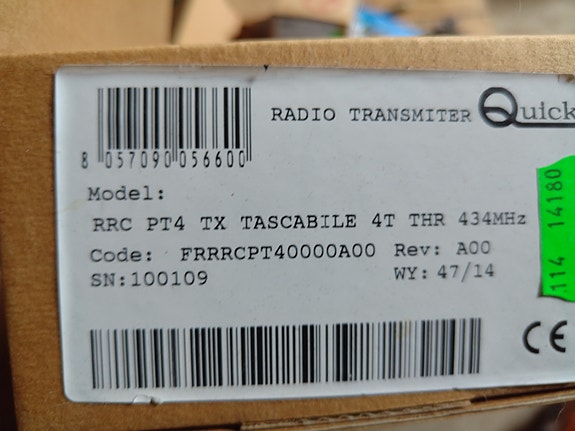 RADIO TRANSMITER Quick
8 057090 056600
Model:
RRC PT4 TX TASCABILE 4T THR 434MHz
Code: FRRRCPT40000A00 Rev: A00
SN:100109 WY: 47/14
114 14180
CE